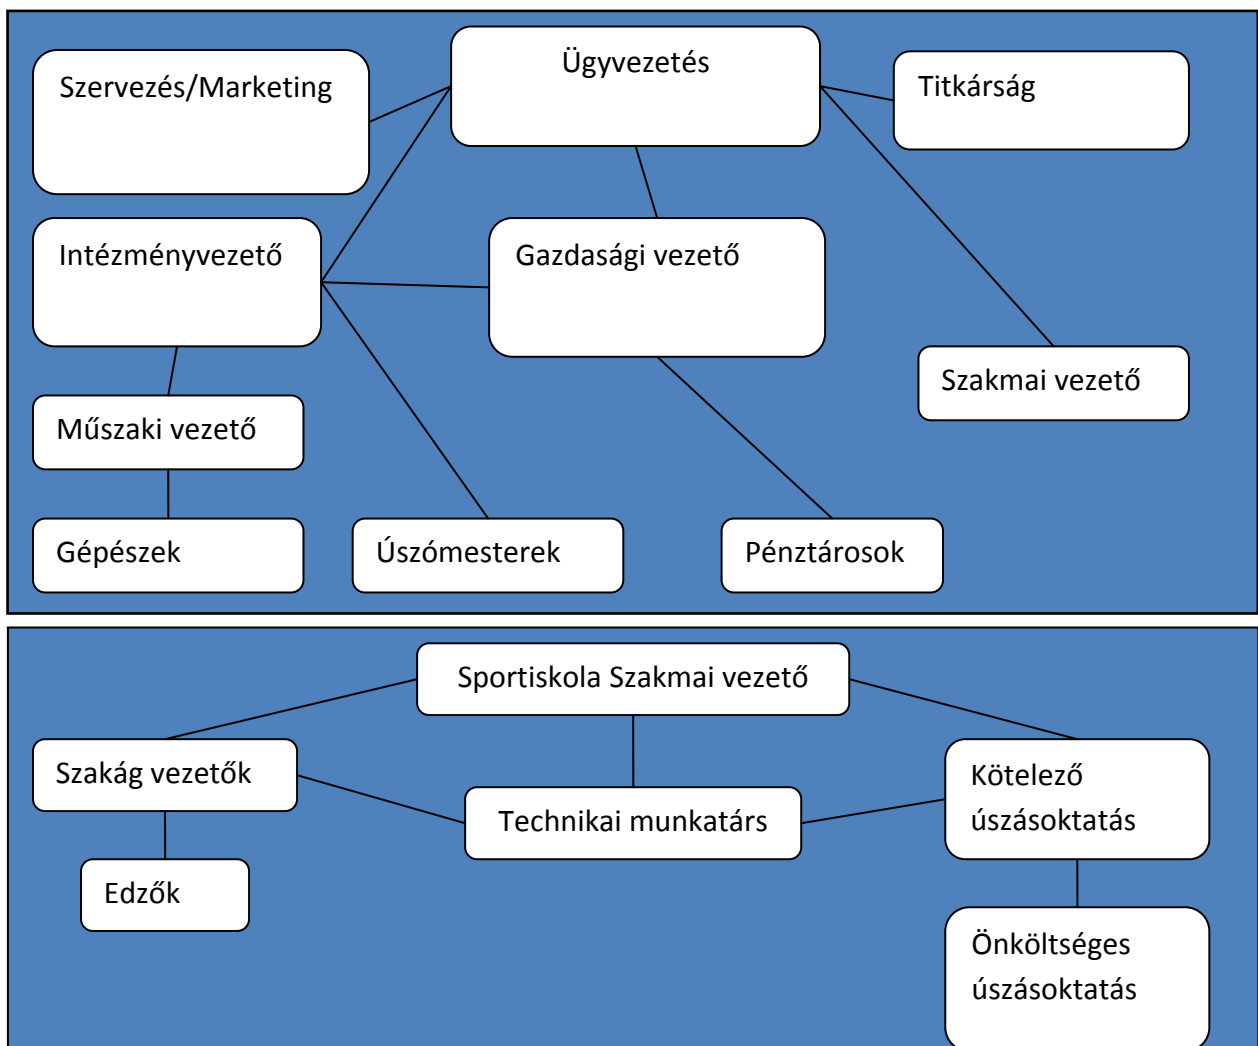 Ügyvezetés
Szervezés/Marketing
Titkárság
Intézményvezető
Gazdasági vezető
Szakmai vezető
Műszaki vezető
Gépészek
Úszómesterek
Pénztárosok
Sportiskola Szakmai vezető
Szakág vezetők
Technikai munkatárs
Kötelező
úszásoktatás
Edzők
Önköltséges
úszásoktatás